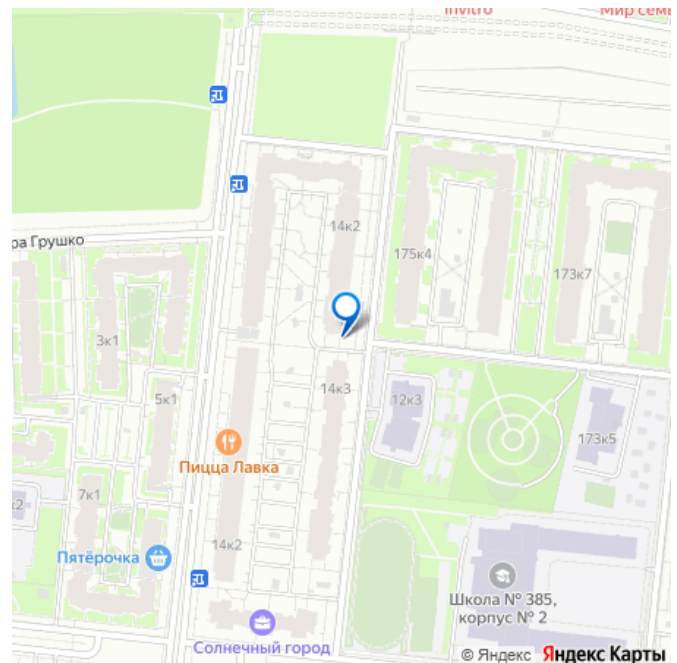 Invitro
Мир семь
ра Грушко
14к2
175к4
173к7
3к1
5к1
14к3
12к3
173к5
Пицца Лавка
7к1
к2
14к2
Пятёрочка
Школа № 385,
корпус № 2
Солнечный город
© Яндекс Яндекс Карты